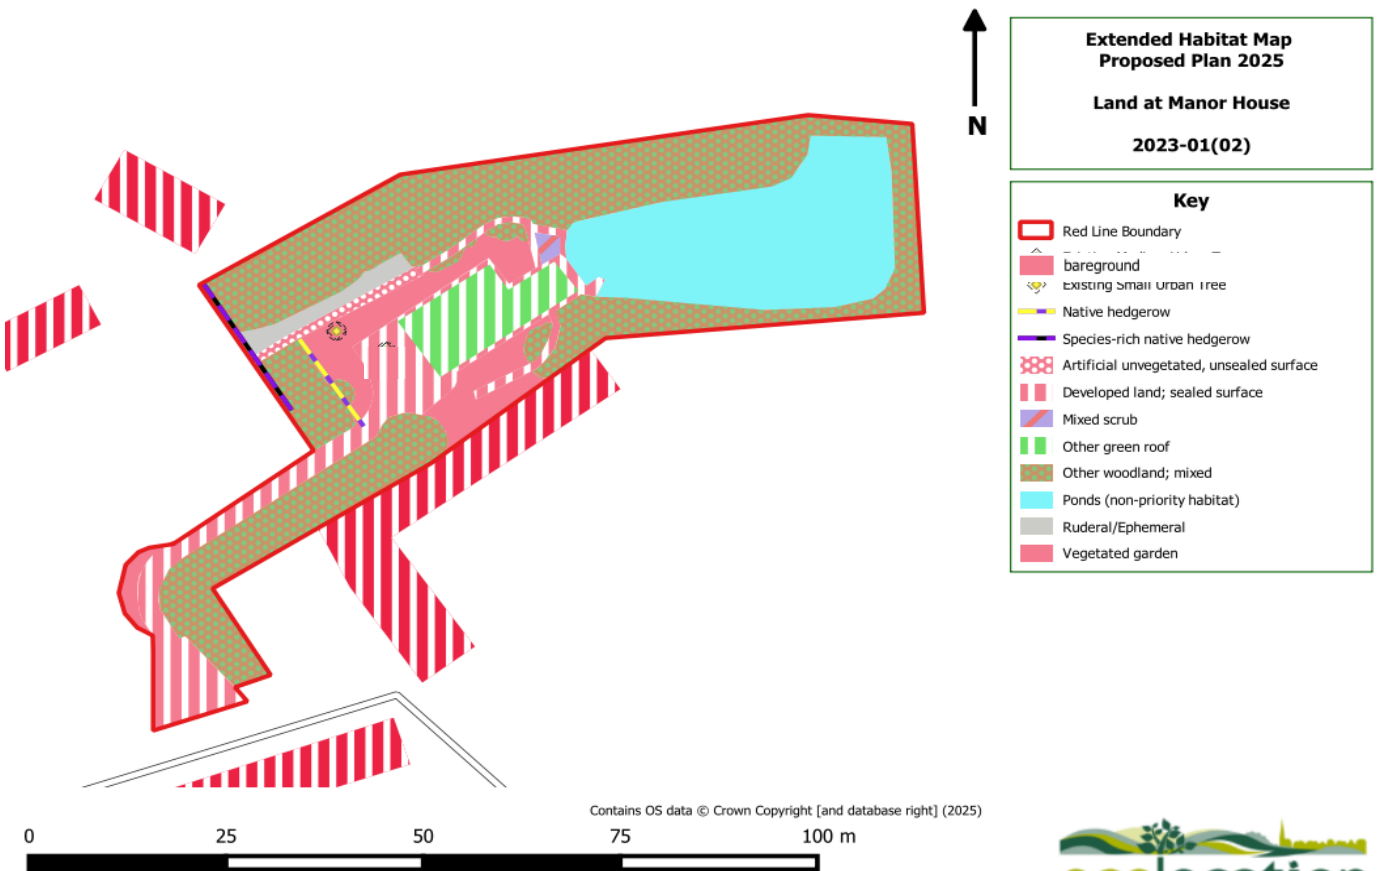 Extended Habitat Map
Proposed Plan 2025
Land at Manor House
2023-01(02)
N
Key
Red Line Boundary
bareground
Existing Small Urban Tree
Native hedgerow
Species-rich native hedgerow
Artificial unvegetated, unsealed surface
Developed land; sealed surface
Mixed scrub
Other green roof
Other woodland; mixed
Ponds (non-priority habitat)
Ruderal/Ephemeral
Vegetated garden
Contains OS data © Crown Copyright [and database right] (2025)
0 25 50 75 100 m